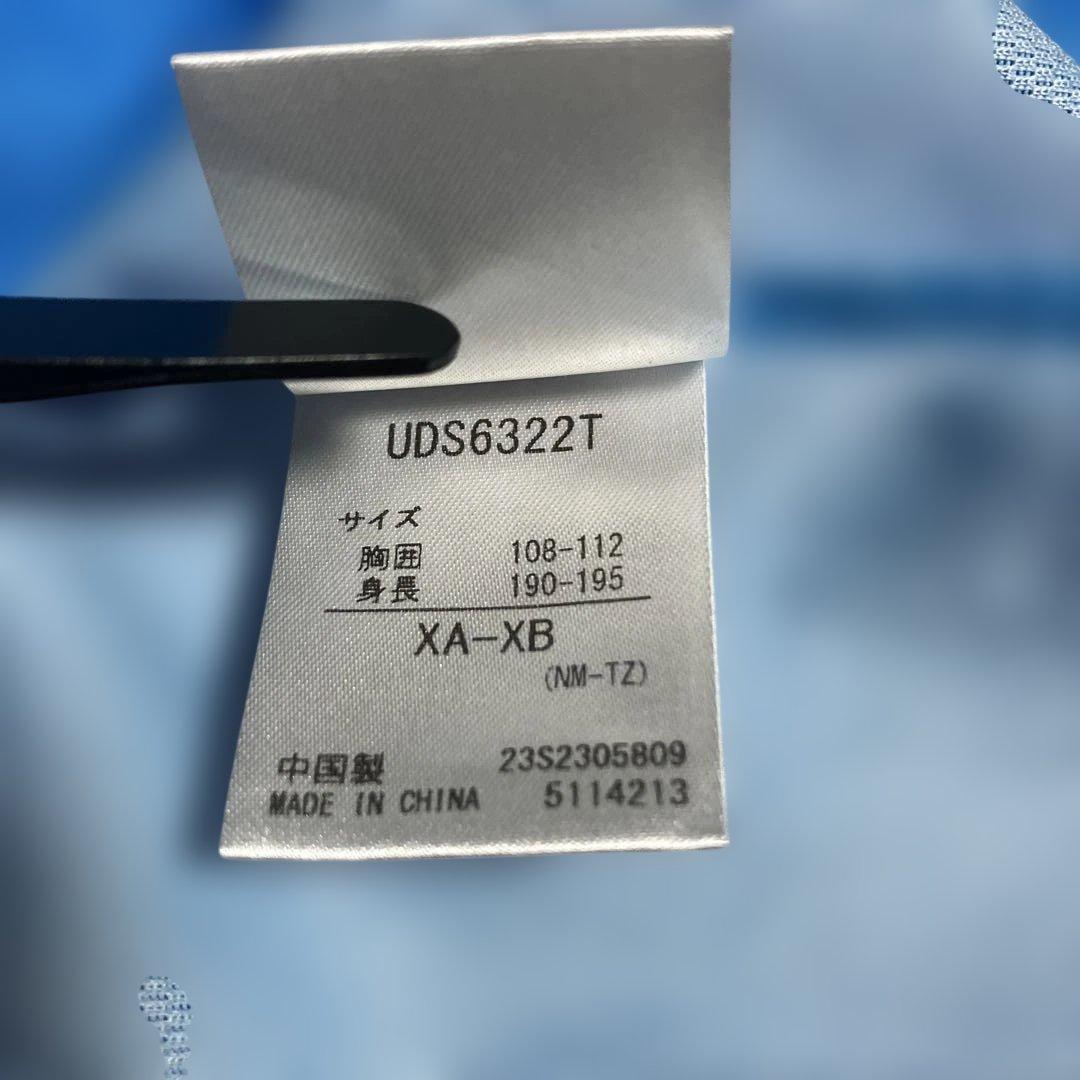 UDS6322T
サイズ
胸囲 108-112
身長 190-195
XA-XB
(NM-TZ)
中国製 23S2305809
MADE IN CHINA 5114213